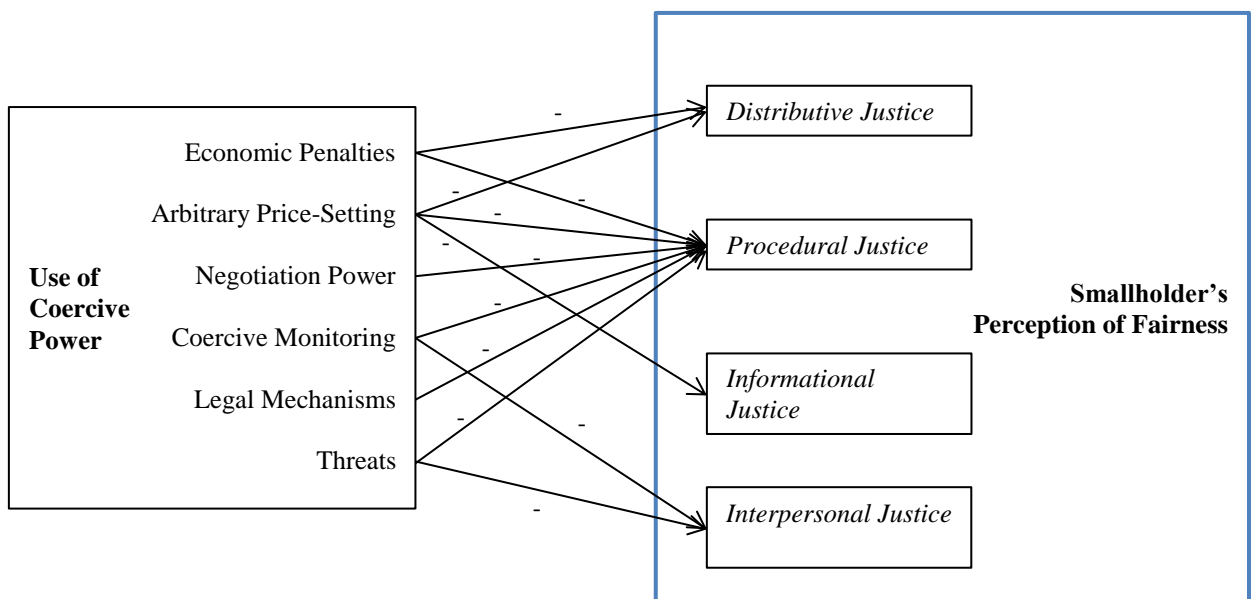 Economic Penalties
Arbitrary Price-Setting
Negotiation Power
Coercive Monitoring
Legal Mechanisms
Threats
Use of
Coercive
Power
-
-
-
-
-
-
-
-
-
-
-
Distributive Justice
Procedural Justice
Informational
Justice
Interpersonal Justice
Smallholder’s
Perception of Fairness